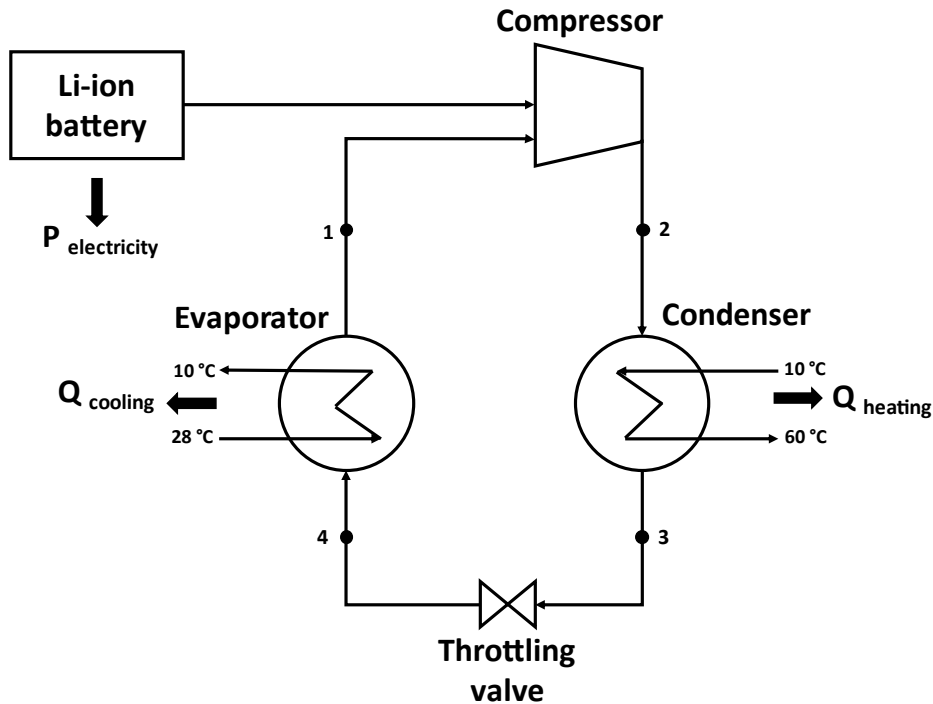 Compressor
Li-ion
battery
P electricity
1
2
Evaporator
Condenser
10 °C
Q cooling
28 °C
10 °C
Q heating
60 °C
4
3
Throttling
valve